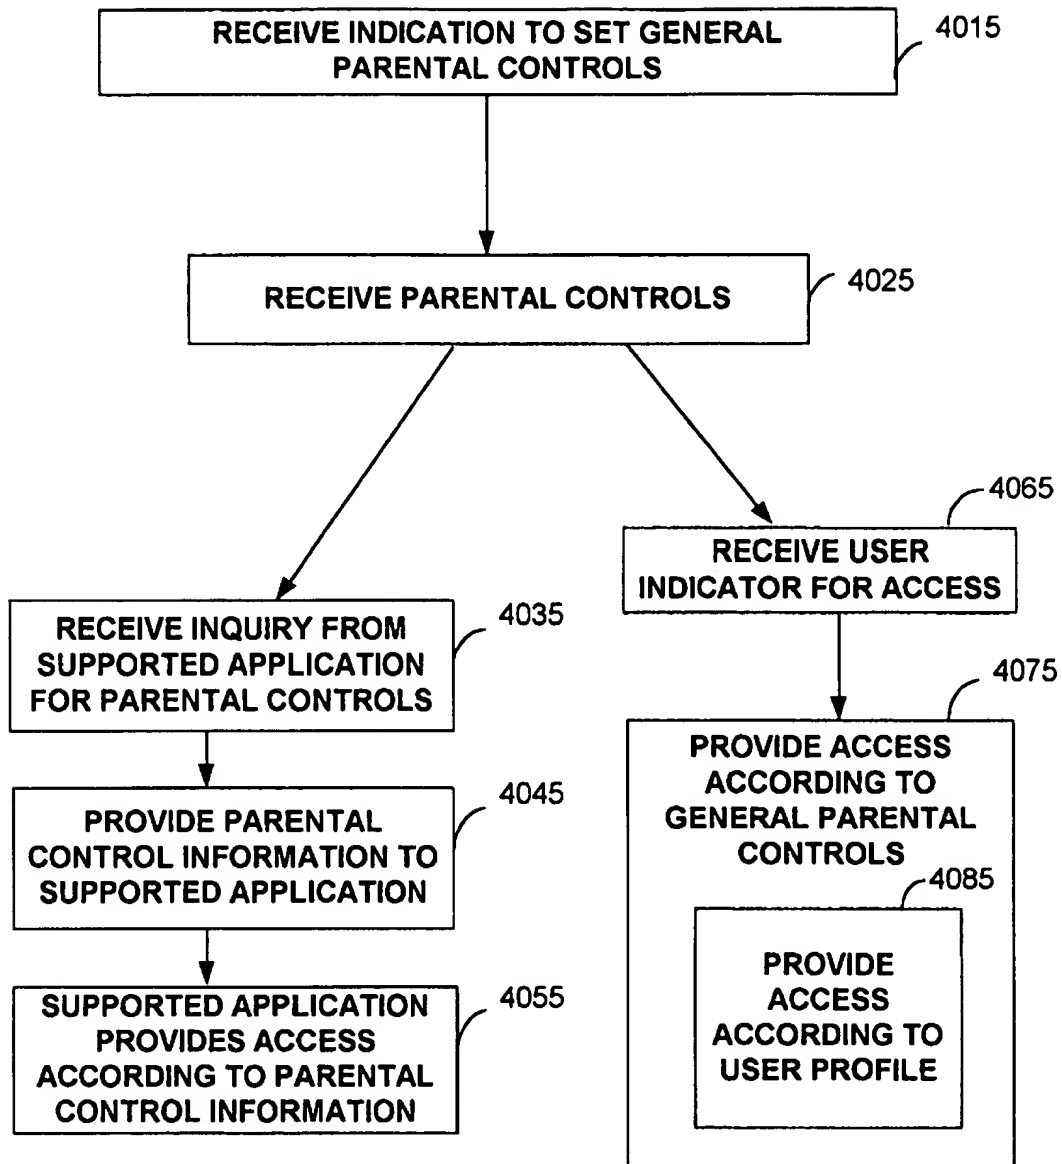 RECEIVE INDICATION TO SET GENERAL
PARENTAL CONTROLS
4015
RECEIVE PARENTAL CONTROLS
4025
4065
RECEIVE USER
INDICATOR FOR ACCESS
RECEIVE INQUIRY FROM
SUPPORTED APPLICATION
FOR PARENTAL CONTROLS
4035
4075
PROVIDE ACCESS
ACCORDING TO
GENERAL PARENTAL
CONTROLS
PROVIDE PARENTAL
CONTROL INFORMATION TO
SUPPORTED APPLICATION
4045
4085
PROVIDE
ACCESS
ACCORDING TO
USER PROFILE
SUPPORTED APPLICATION
PROVIDES ACCESS
ACCORDING TO PARENTAL
CONTROL INFORMATION
4055